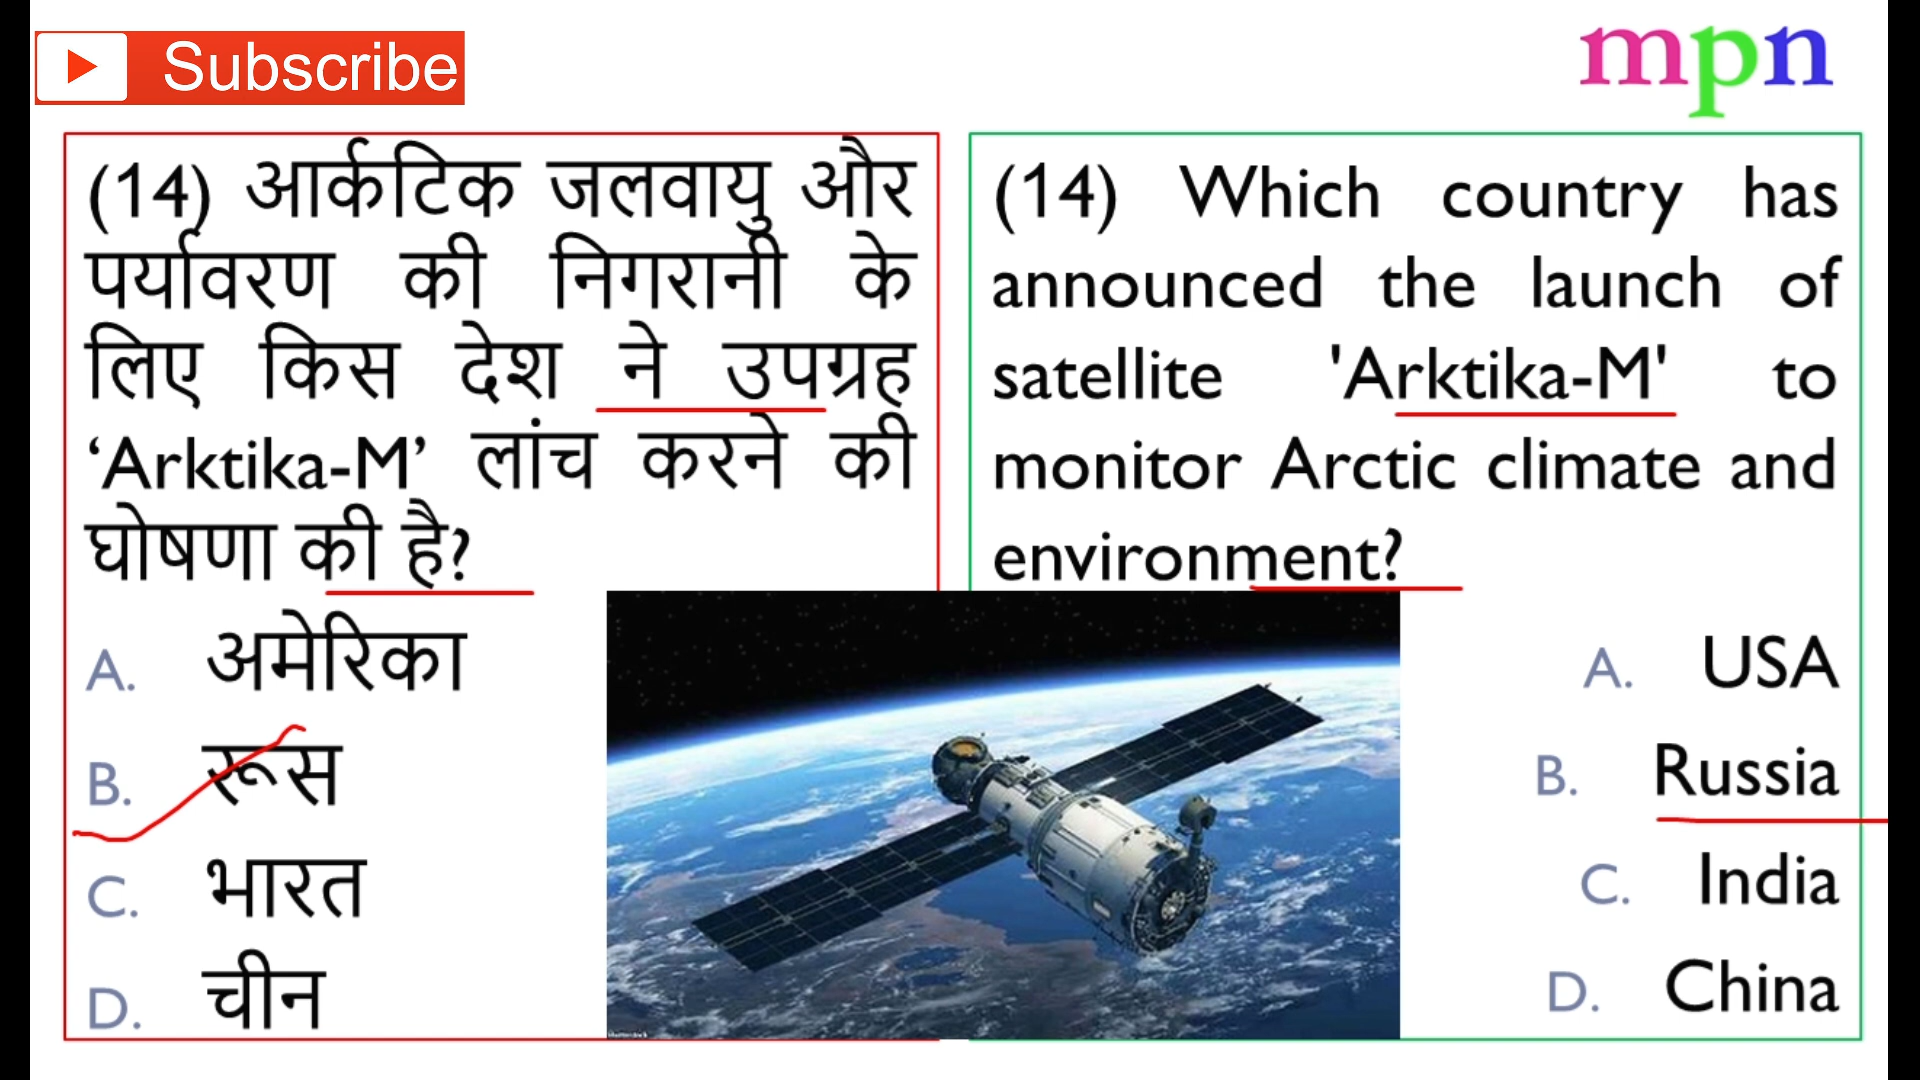 Subscribe
mpn
(14) आर्कटिक जलवायु और
पर्यावरण की निगरानी के
लिए किस देश ने उपग्रह
‘Arktika-M’ लांच करने की
घोषणा की है?
A. अमेरिका
B. रूस
C. भारत
D. चीन
(14) Which country has
announced the launch of
satellite 'Arktika-M' to
monitor Arctic climate and
environment?
A. USA
B. Russia
C. India
D. China